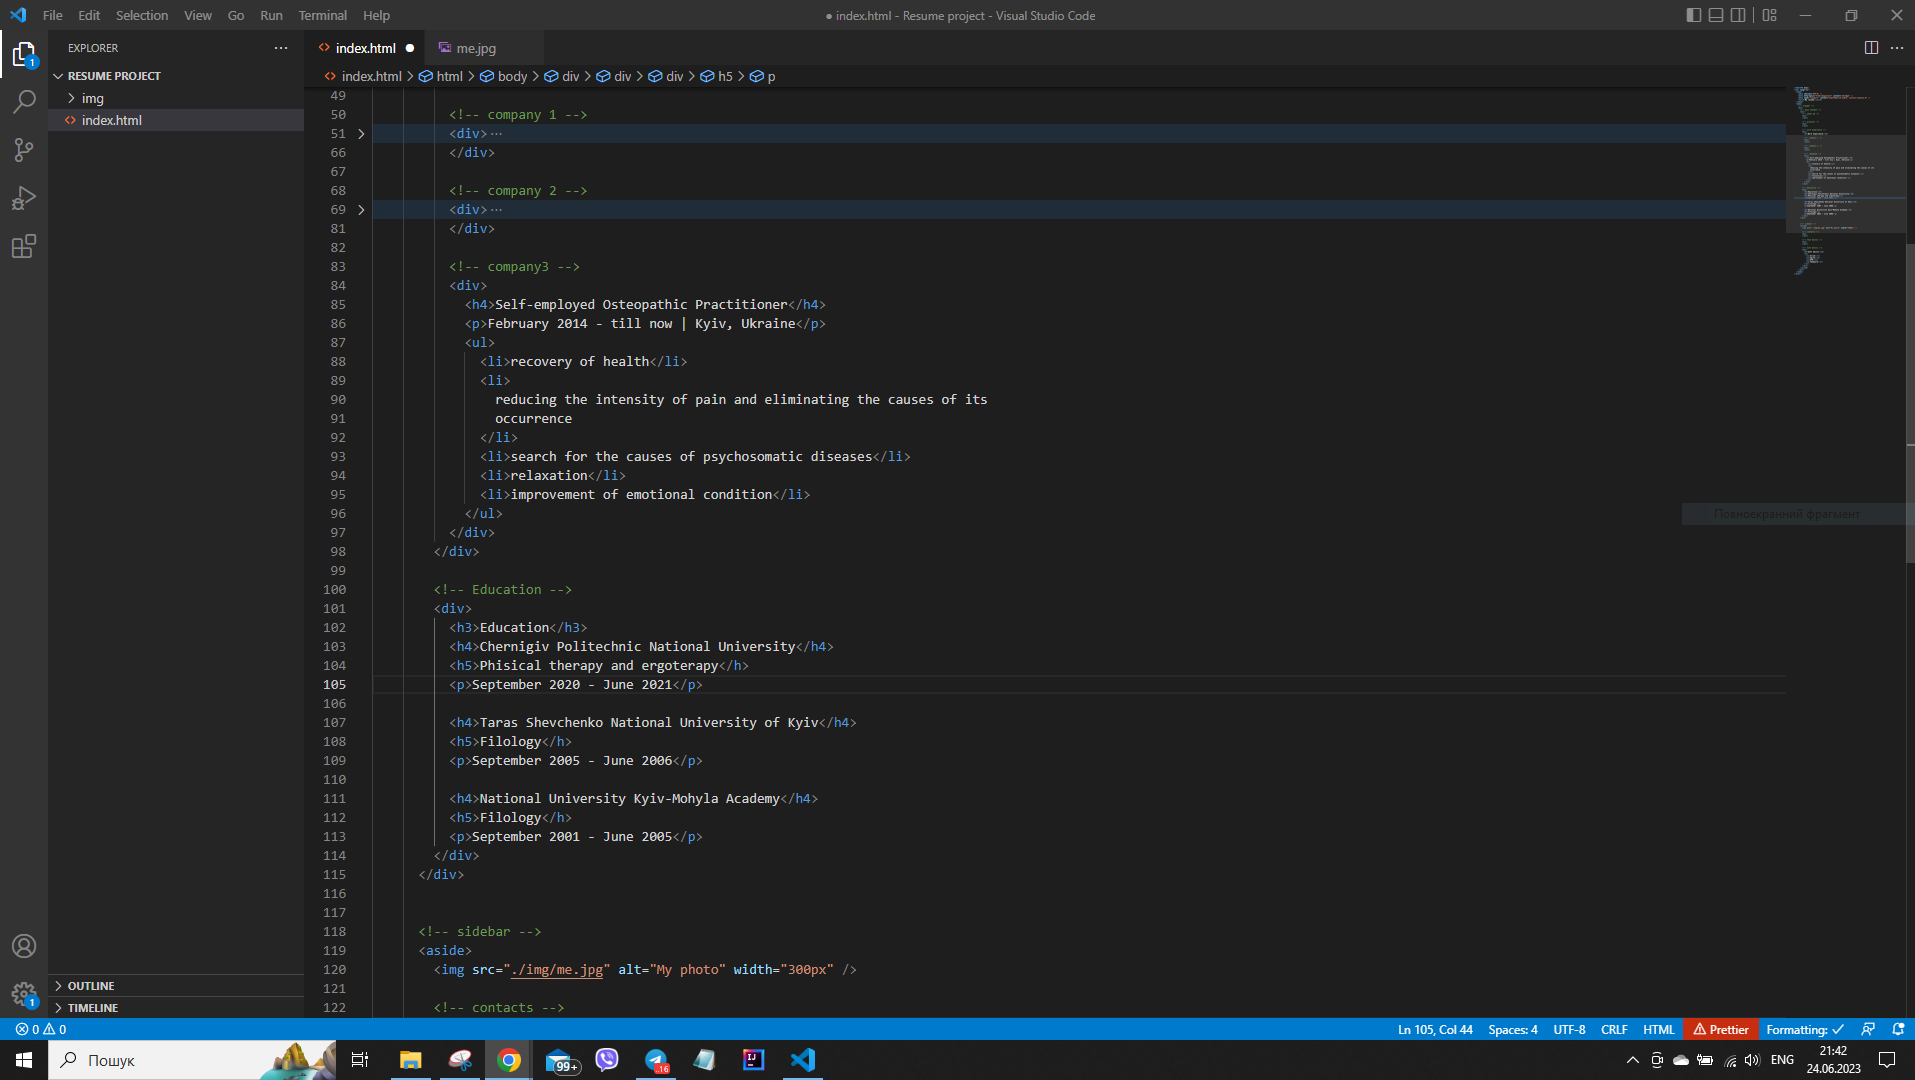 File Edit Selection View Go Run Terminal Help
● index.html - Resume project - Visual Studio Code
EXPLORER
RESUME PROJECT
img
index.html
OUTLINE
TIMELINE
index.html ●
me.jpg
index.html > html > body > div > div > div > h5 > p
49
50 <!-- company 1 -->
51 <div>···
66 </div>
67
68 <!-- company 2 -->
69 <div>···
81 </div>
82
83 <!-- company3 -->
84 <div>
85 <h4>Self-employed Osteopathic Practitioner</h4>
86 <p>February 2014 - till now | Kyiv, Ukraine</p>
87 <ul>
88 <li>recovery of health</li>
89 <li>
90 reducing the intensity of pain and eliminating the causes of its
91 occurrence
92 </li>
93 <li>search for the causes of psychosomatic diseases</li>
94 <li>relaxation</li>
95 <li>improvement of emotional condition</li>
96 </ul>
97 </div>
98 </div>
99
100 <!-- Education -->
101 <div>
102 <h3>Education</h3>
103 <h4>Chernigiv Politechnic National University</h4>
104 <h5>Phisical therapy and ergoterapy</h>
105 <p>September 2020 - June 2021</p>
106
107 <h4>Taras Shevchenko National University of Kyiv</h4>
108 <h5>Filology</h>
109 <p>September 2005 - June 2006</p>
110
111 <h4>National University Kyiv-Mohyla Academy</h4>
112 <h5>Filology</h>
113 <p>September 2001 - June 2005</p>
114 </div>
115 </div>
116
117
118 <!-- sidebar -->
119 <aside>
120 <img src="./img/me.jpg" alt="My photo" width="300px" />
121
122 <!-- contacts -->
Повноекранний фрагмент
1
1
0 0
Ln 105, Col 44 Spaces: 4 UTF-8 CRLF HTML Prettier Formatting: ✓
Пошук
99+
16
ENG
21:42
24.06.2023